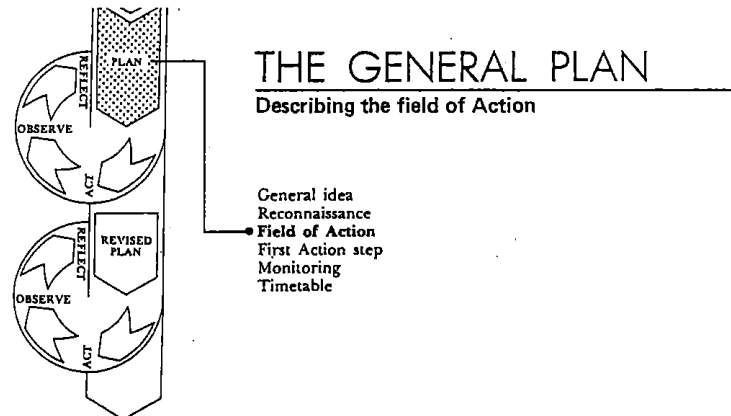 PLAN
REFLECT
OBSERVE
ACT
REVISED
PLAN
REFLECT
OBSERVE
ACT
THE GENERAL PLAN
Describing the field of Action
General idea
Reconnaissance
Field of Action
First Action step
Monitoring
Timetable